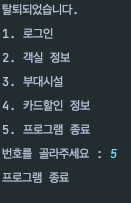 탈퇴되었습니다.
1. 로그인
2. 객실 정보
3. 부대시설
4. 카드할인 정보
5. 프로그램 종료
번호를 골라주세요 : 5
프로그램 종료